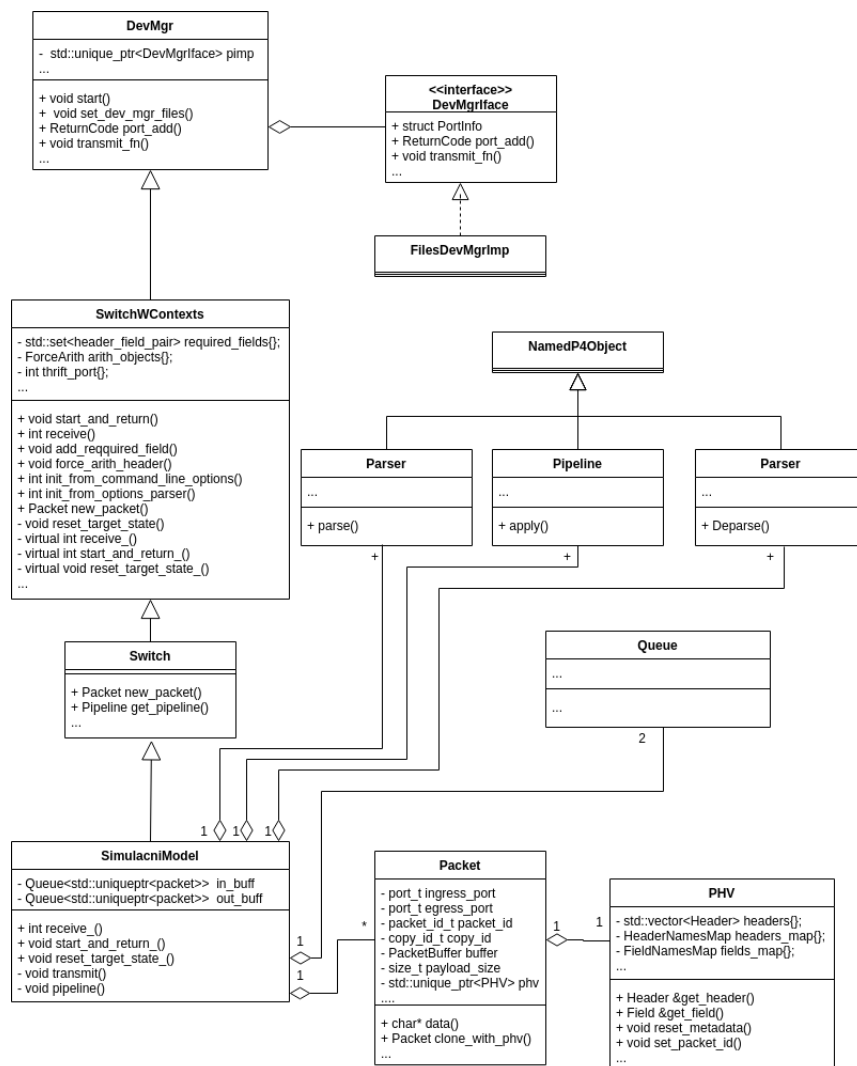 DevMgr
- std::unique_ptr<DevMgrIface> pimp
...
+ void start()
+ void set_dev_mgr_files()
+ ReturnCode port_add()
+ void transmit_fn()
...
<<interface>>
DevMgrIface
+ struct PortInfo
+ ReturnCode port_add()
+ void transmit_fn()
...
FilesDevMgrImp
SwitchWContexts
- std::set<header_field_pair> required_fields{};
- ForceArith arith_objects{};
- int thrift_port{};
...
+ void start_and_return()
+ int receive()
+ void add_reqquired_field()
+ void force_arith_header()
+ int init_from_command_line_options()
+ int init_from_options_parser()
+ Packet new_packet()
- void reset_target_state()
- virtual int receive_()
- virtual int start_and_return_()
- virtual void reset_target_state_()
...
NamedP4Object
Parser
...
+ parse()
+
Pipeline
...
+ apply()
+
Parser
...
+ Deparse()
+
Switch
+ Packet new_packet()
+ Pipeline get_pipeline()
...
Queue
...
...
2
1
1
1
SimulacniModel
- Queue<std::uniqueptr<packet>> in_buff
- Queue<std::uniqueptr<packet>> out_buff
+ int receive_()
+ void start_and_return_()
+ void reset_target_state_()
- void transmit()
- void pipeline()
1
1
*
Packet
- port_t ingress_port
- port_t egress_port
- packet_id_t packet_id
- copy_id_t copy_id
- PacketBuffer buffer
- size_t payload_size
- std::unique_ptr<PHV> phv
....
+ char* data()
+ Packet clone_with_phv()
...
1
1
PHV
- std::vector<Header> headers{};
- HeaderNamesMap headers_map{};
- FieldNamesMap fields_map{};
...
+ Header &get_header()
+ Field &get_field()
+ void reset_metadata()
+ void set_packet_id()
...